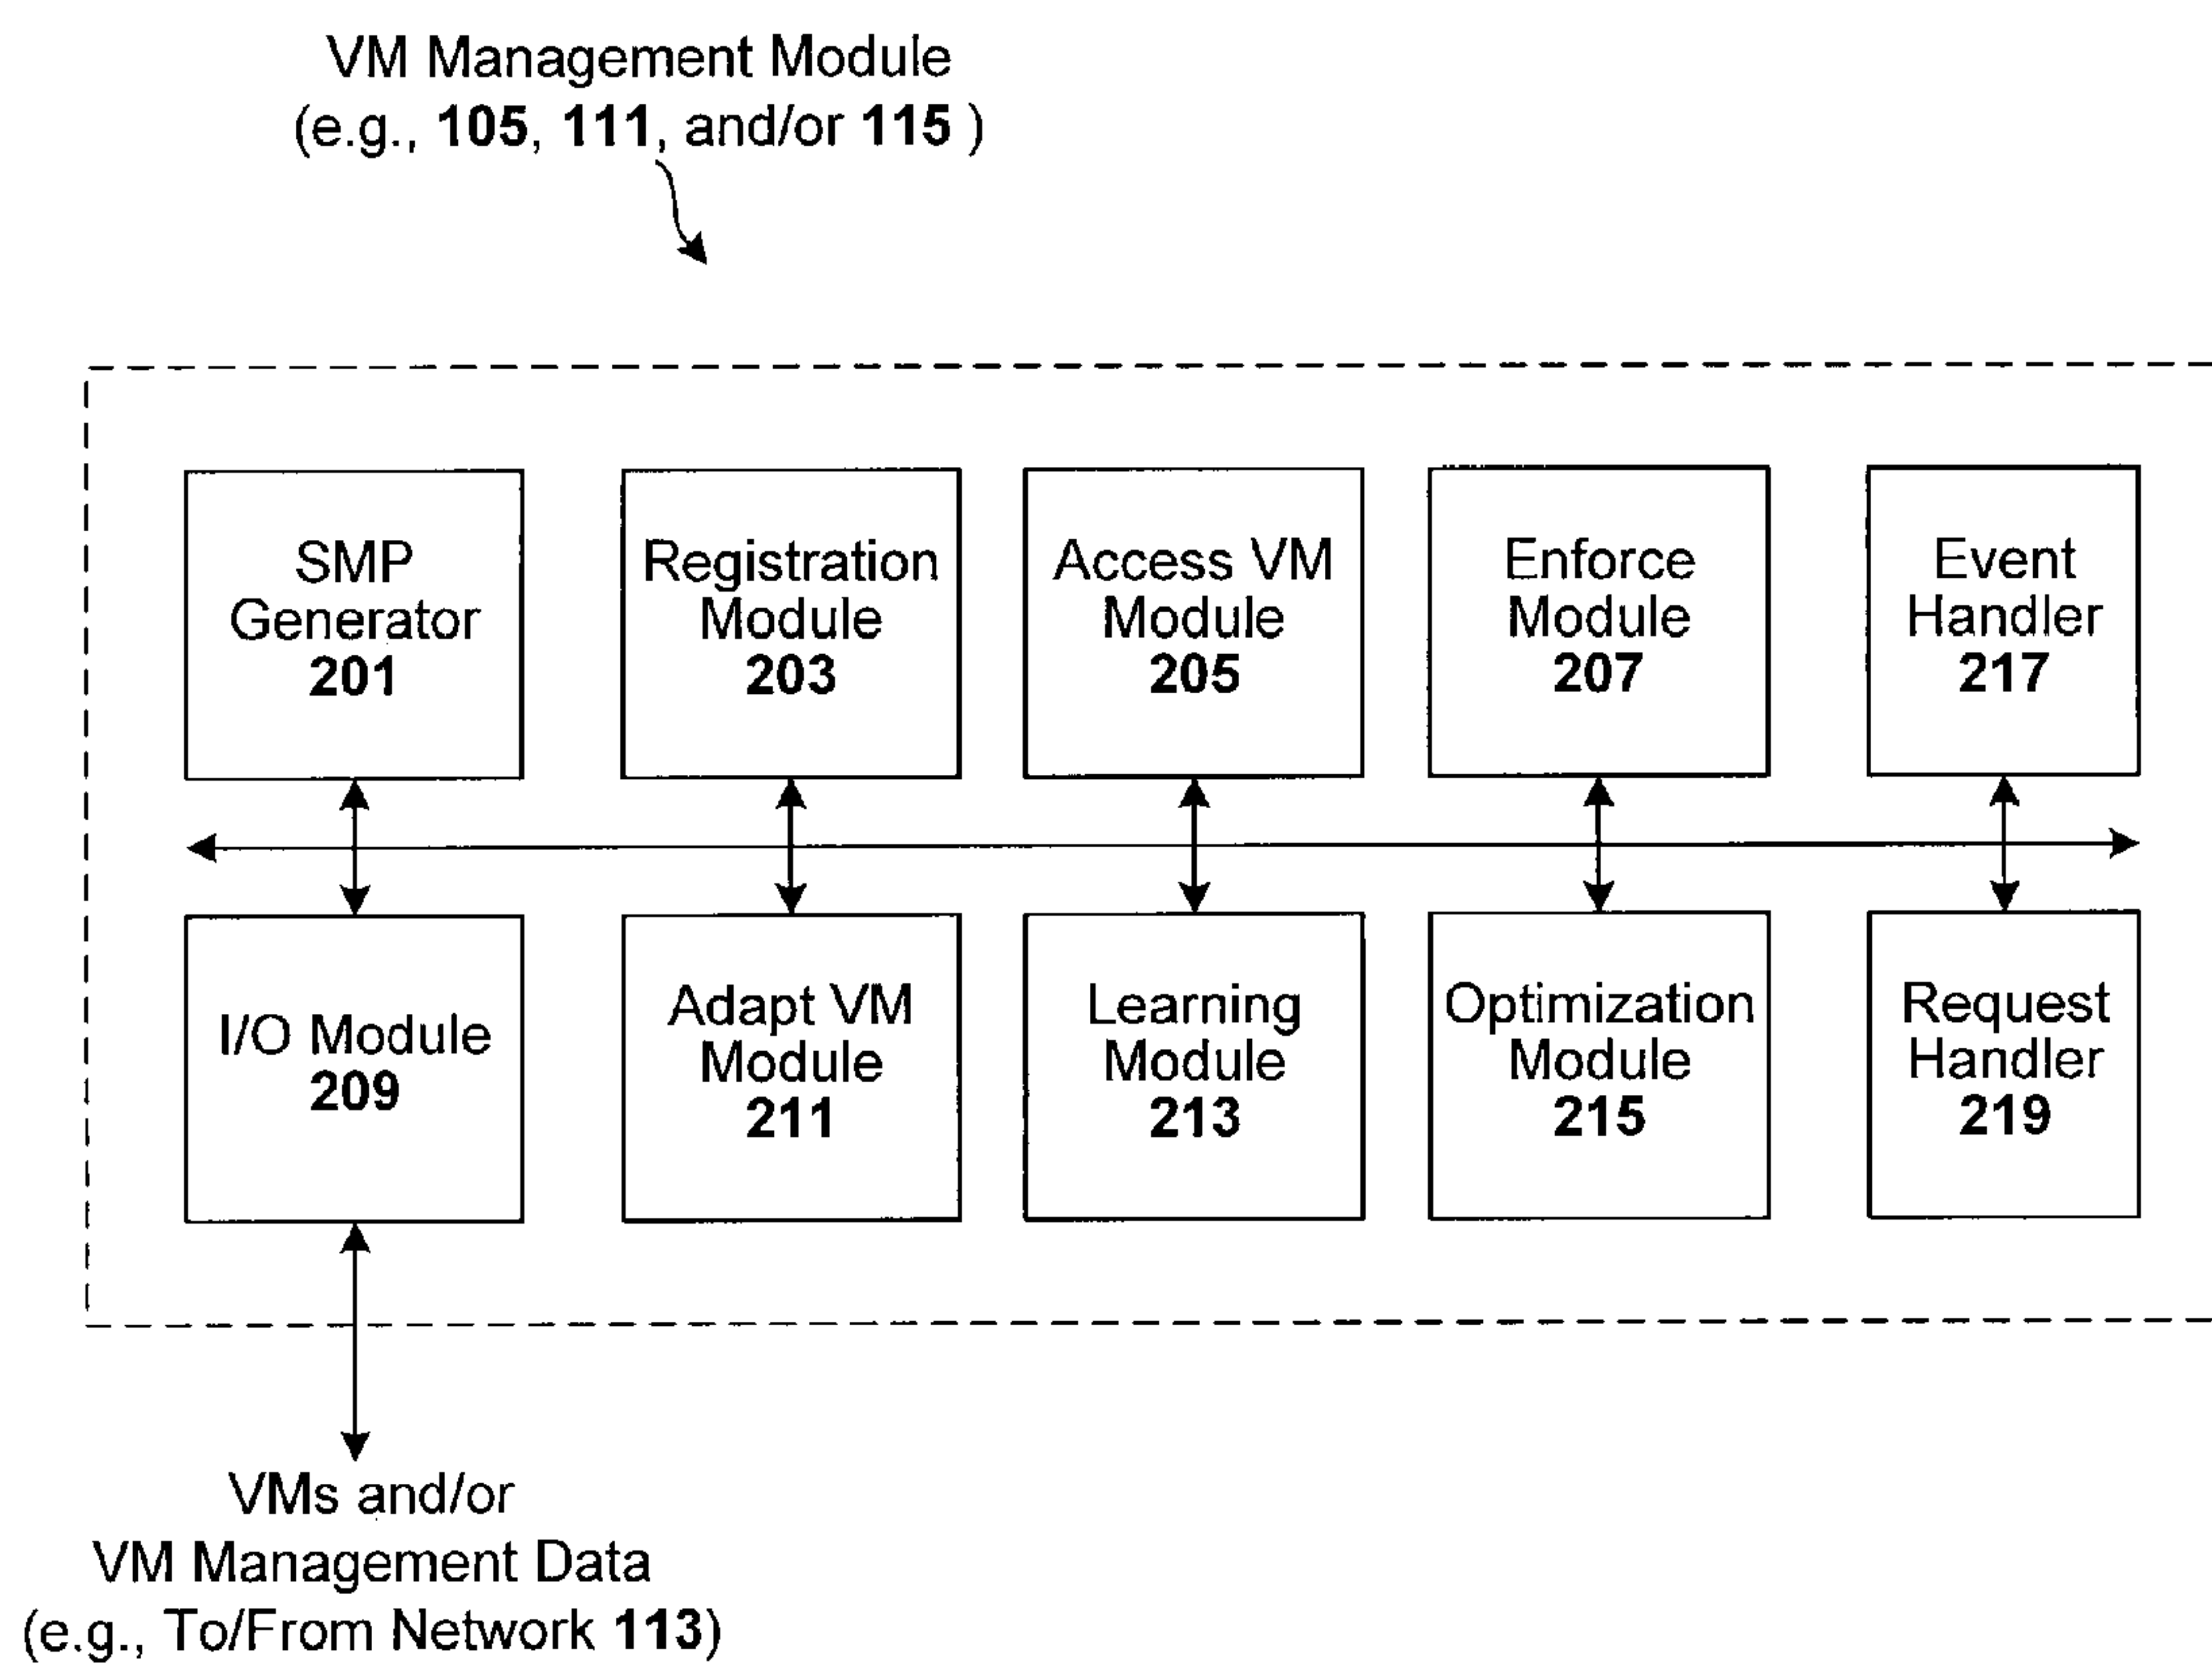 VM Management Module
(e.g., 105, 111, and/or 115 )
SMP
Generator
201
Registration
Module
203
Access VM
Module
205
Enforce
Module
207
Event
Handler
217
I/O Module
209
Adapt VM
Module
211
Learning
Module
213
Optimization
Module
215
Request
Handler
219
VMs and/or
VM Management Data
(e.g., To/From Network 113)